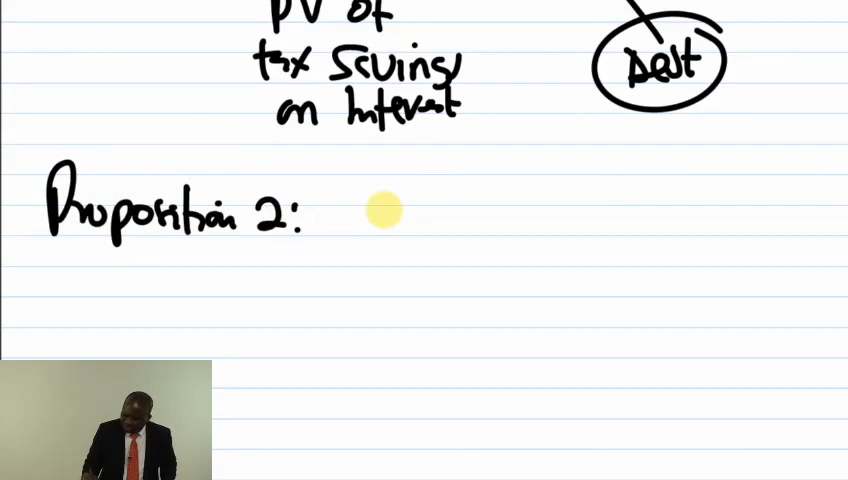 PV of
tax Savings
on Interest
Debt
Proposition 2: